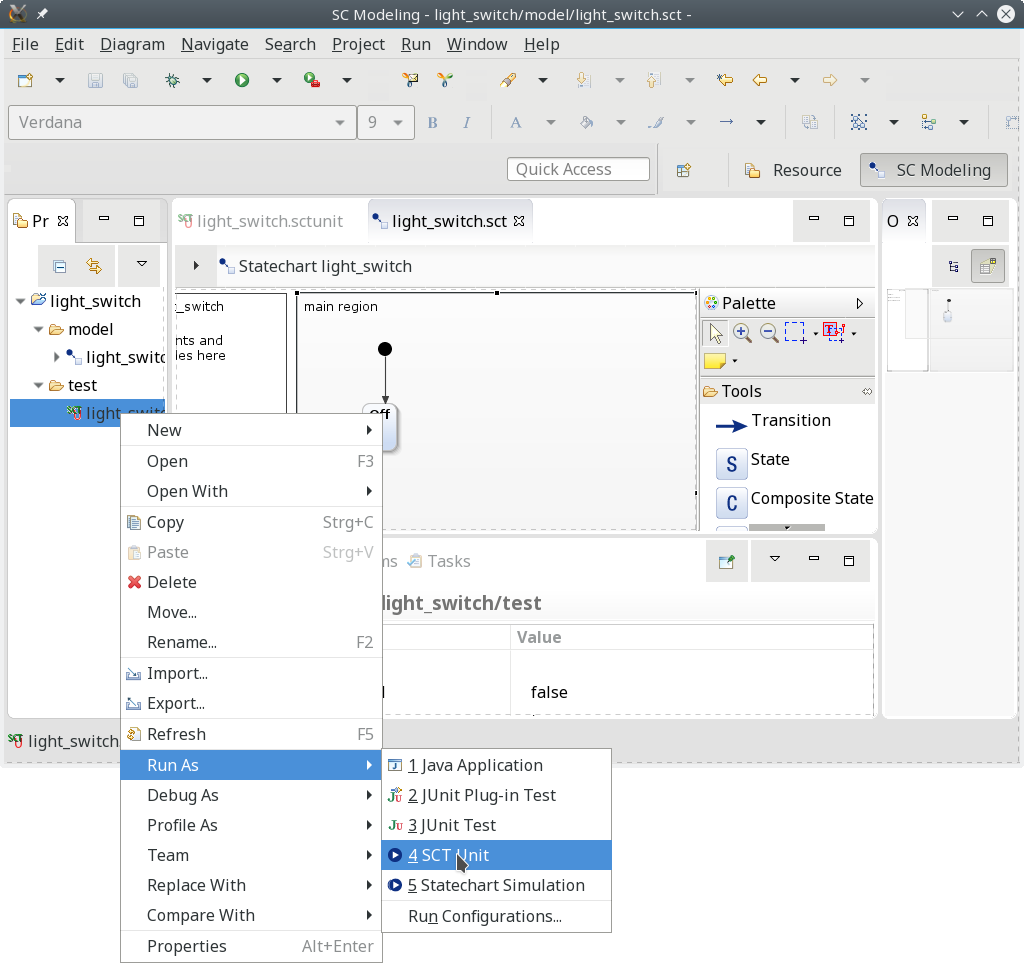 SC Modeling - light_switch/model/light_switch.sct -
File Edit Diagram Navigate Search Project Run Window Help
Verdana 9 B I A
Quick Access Resource SC Modeling
Pr light_switch.sctunit light_switch.sct O
Statechart light_switch
light_switch
model
light_switc
test
light_switc
t_switch
nts and
les here
main region
Off
Palette
Tools
Transition
S State
C Composite State
New
Open F3
Open With
Copy Strg+C
Paste Strg+V
Delete
Move...
Rename... F2
Import...
Export...
Refresh F5
Run As
Debug As
Profile As
Team
Replace With
Compare With
Properties Alt+Enter
ms Tasks
light_switch/test
Value
false
light_switch
1 Java Application
2 JUnit Plug-in Test
3 JUnit Test
4 SCT Unit
5 Statechart Simulation
Run Configurations...